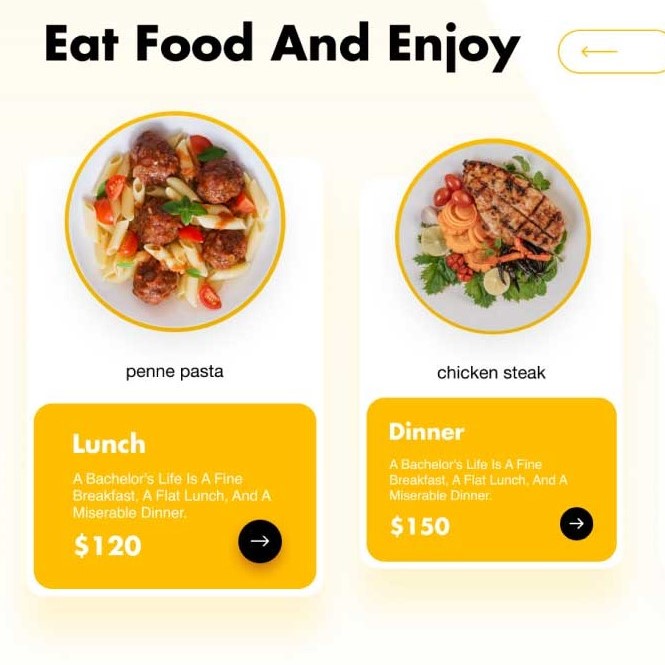 Eat Food And Enjoy
penne pasta
chicken steak
Lunch
A Bachelor's Life Is A Fine
Breakfast, A Flat Lunch, And A
Miserable Dinner.
$120
Dinner
A Bachelor's Life Is A Fine
Breakfast, A Flat Lunch, And A
Miserable Dinner.
$150